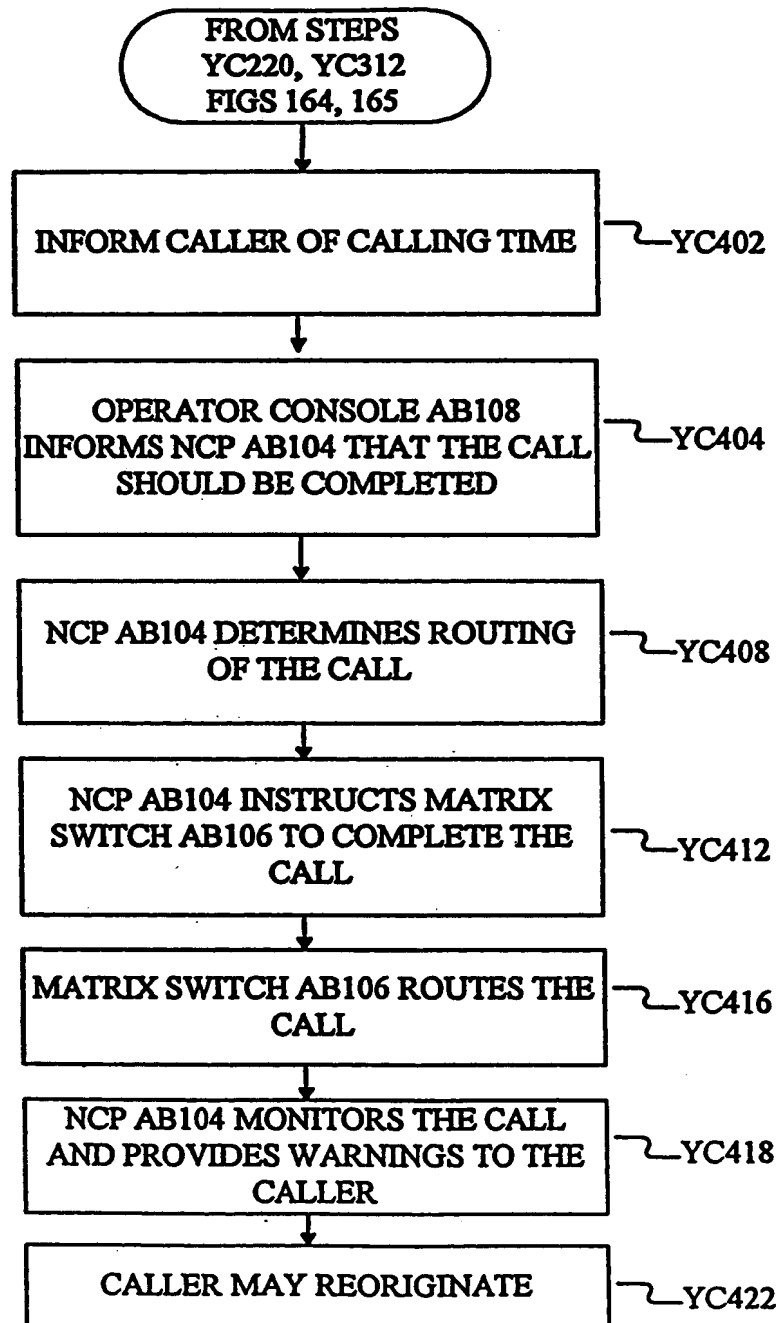 FROM STEPS
YC220, YC312
FIGS 164, 165
INFORM CALLER OF CALLING TIME
YC402
OPERATOR CONSOLE AB108
INFORMS NCP AB104 THAT THE CALL
SHOULD BE COMPLETED
YC404
NCP AB104 DETERMINES ROUTING
OF THE CALL
YC408
NCP AB104 INSTRUCTS MATRIX
SWITCH AB106 TO COMPLETE THE
CALL
YC412
MATRIX SWITCH AB106 ROUTES THE
CALL
YC416
NCP AB104 MONITORS THE CALL
AND PROVIDES WARNINGS TO THE
CALLER
YC418
CALLER MAY REORIGINATE
YC422